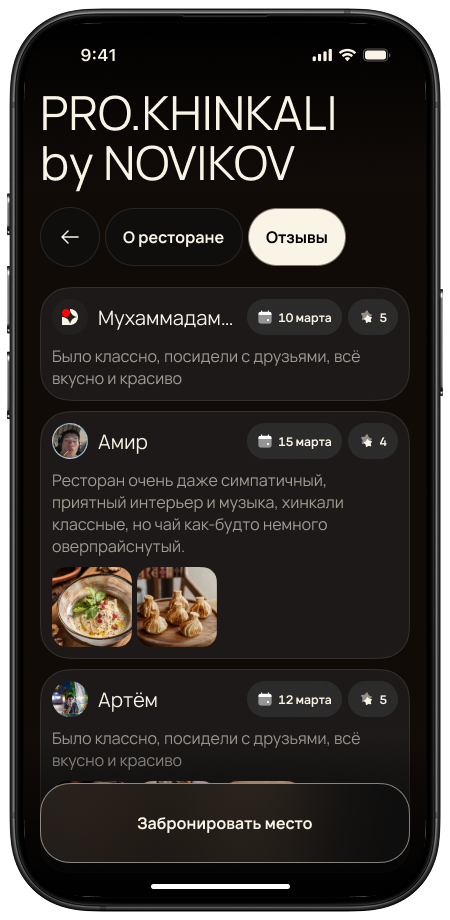 9:41
PRO.KHINKALI
by NOVIKOV
О ресторане
Отзывы
Мухаммадам...
10 марта
5
Было классно, посидели с друзьями, всё
вкусно и красиво
Амир
15 марта
4
Ресторан очень даже симпатичный,
приятный интерьер и музыка, хинкали
классные, но чай как-будто немного
оверпрайснутый.
Артём
12 марта
5
Было классно, посидели с друзьями, всё
вкусно и красиво
Забронировать место